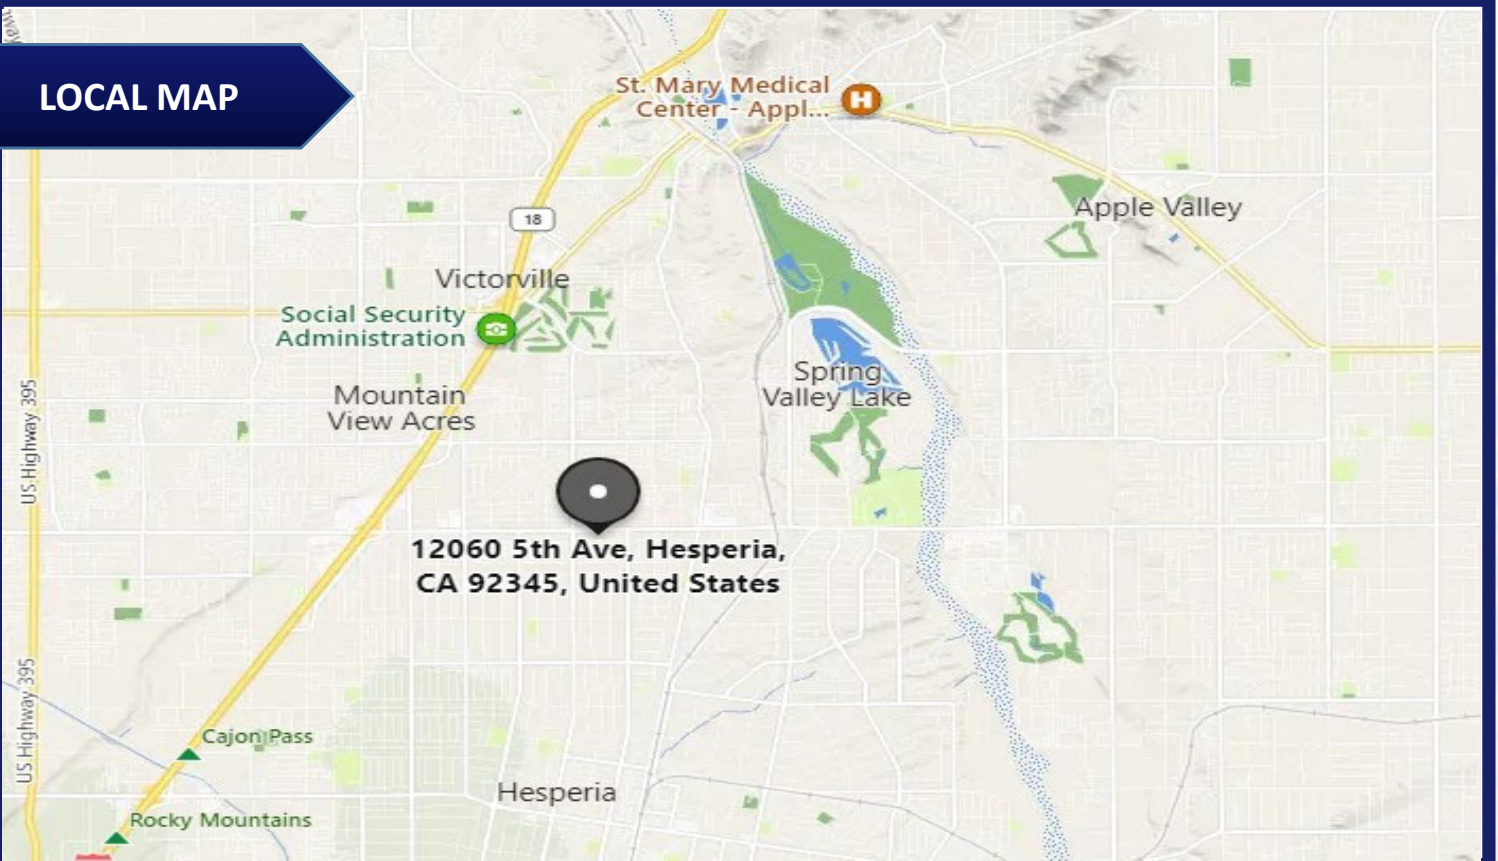 LOCAL MAP
St. Mary Medical
Center - Appl...
H
18
Apple Valley
Victorville
Social Security
Administration
Mountain
View Acres
Spring
Valley Lake
US Highway 395
12060 5th Ave, Hesperia,
CA 92345, United States
US Highway 395
Cajon Pass
Hesperia
Rocky Mountains